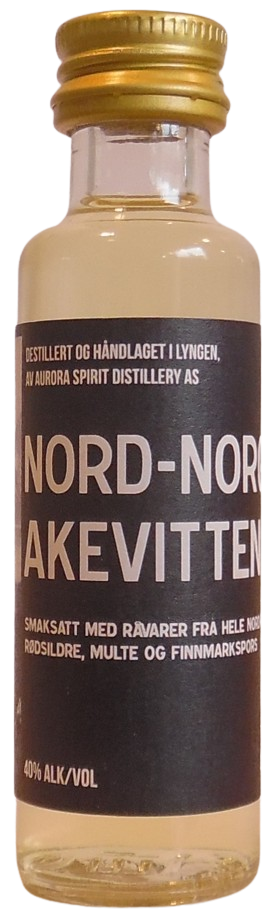 DESTILLERT OG HÅNDLAGET I LYNGEN,
AV AURORA SPIRIT DISTILLERY AS
NORD-NOR
AKEVITTEN
SMAKSATT MED RÅVARER FRA HELE NORD
RØDSILDRE, MULTE OG FINNMARKSPORS
40% ALK/VOL